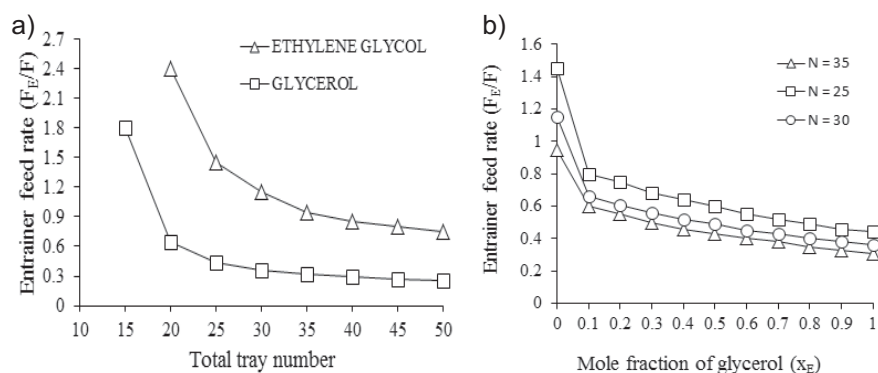 a)
Entrainer feed rate (FE/F)
2.7
2.4
2.1
1.8
1.5
1.2
0.9
0.6
0.3
0
ETHYLENE GLYCOL
GLYCEROL
10 15 20 25 30 35 40 45 50
Total tray number
b)
Entrainer feed rate (FE/F)
1.6
1.4
1.2
1
0.8
0.6
0.4
0.2
0
N = 35
N = 25
N = 30
0 0.1 0.2 0.3 0.4 0.5 0.6 0.7 0.8 0.9 1
Mole fraction of glycerol (xE)